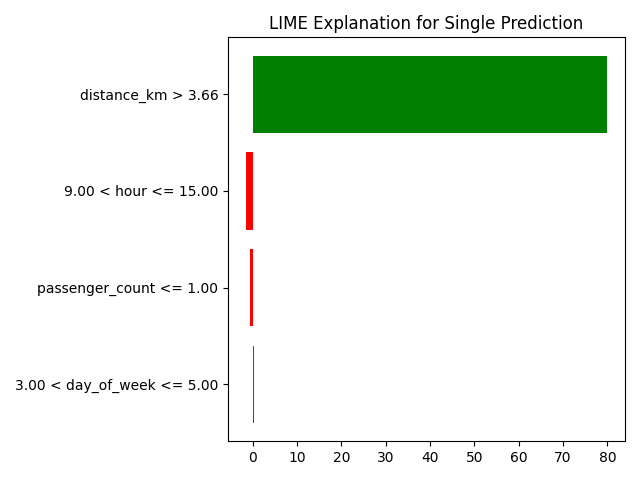 LIME Explanation for Single Prediction
distance_km > 3.66
9.00 < hour <= 15.00
passenger_count <= 1.00
3.00 < day_of_week <= 5.00
0 10 20 30 40 50 60 70 80